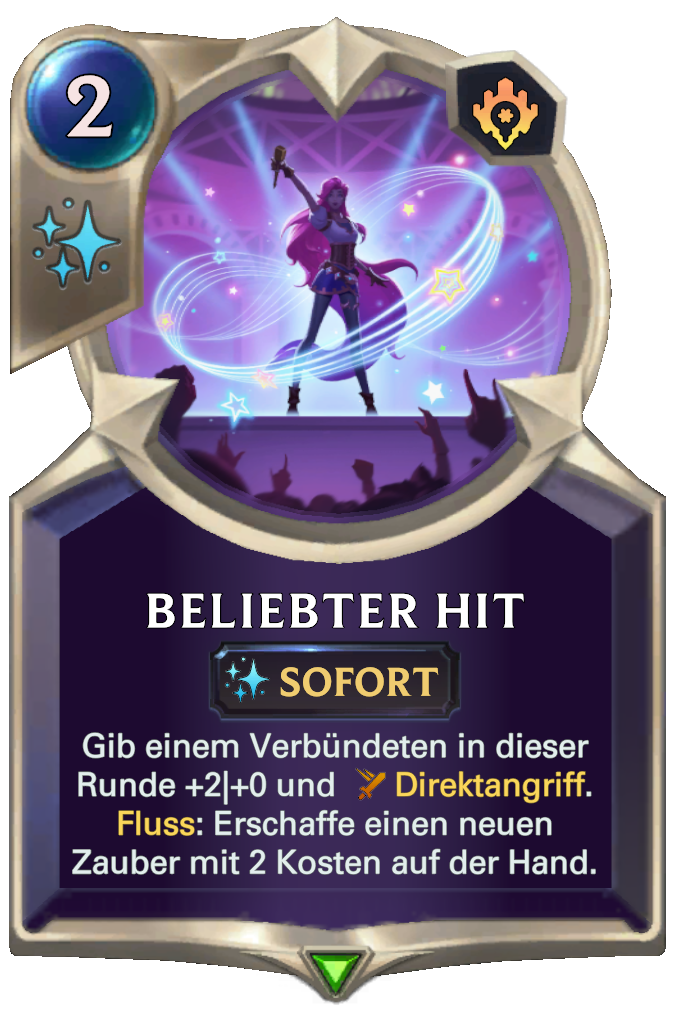 2
BELIEBTER HIT
SOFORT
Gib einem Verbündeten in dieser
Runde +2|+0 und Direktangriff.
Fluss: Erschaffe einen neuen
Zauber mit 2 Kosten auf der Hand.